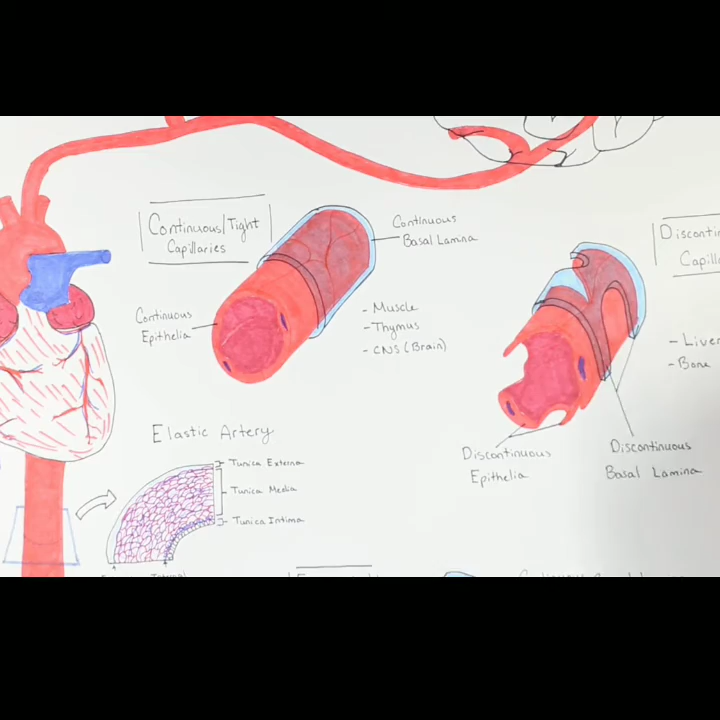 Continuous/Tight
Capillaries
Continuous
Basal Lamina
Continuous
Epithelia
- Muscle
- Thymus
- CNS (Brain)
Discontin
Capill
- Liver
- Bone
Discontinuous
Epithelia
Discontinuous
Basal Lamina
Elastic Artery
Tunica Externa
Tunica Media
Tunica Intima